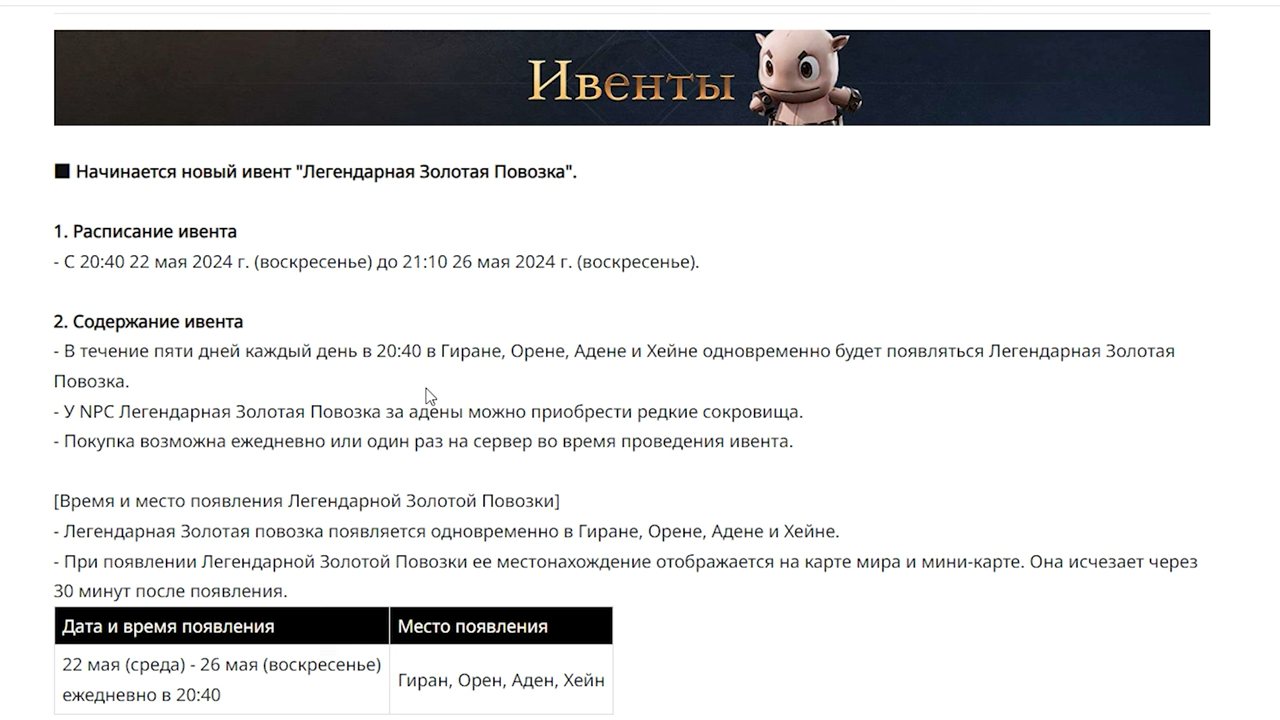 Ивенты
■ Начинается новый ивент "Легендарная Золотая Повозка".
1. Расписание ивента
- С 20:40 22 мая 2024 г. (воскресенье) до 21:10 26 мая 2024 г. (воскресенье).
2. Содержание ивента
- В течение пяти дней каждый день в 20:40 в Гиране, Орене, Адене и Хейне одновременно будет появляться Легендарная Золотая
Повозка.
- У NPC Легендарная Золотая Повозка за адены можно приобрести редкие сокровища.
- Покупка возможна ежедневно или один раз на сервер во время проведения ивента.
[Время и место появления Легендарной Золотой Повозки]
- Легендарная Золотая повозка появляется одновременно в Гиране, Орене, Адене и Хейне.
- При появлении Легендарной Золотой Повозки ее местонахождение отображается на карте мира и мини-карте. Она исчезает через
30 минут после появления.
Дата и время появления
Место появления
22 мая (среда) - 26 мая (воскресенье)
ежедневно в 20:40
Гиран, Орен, Аден, Хейн